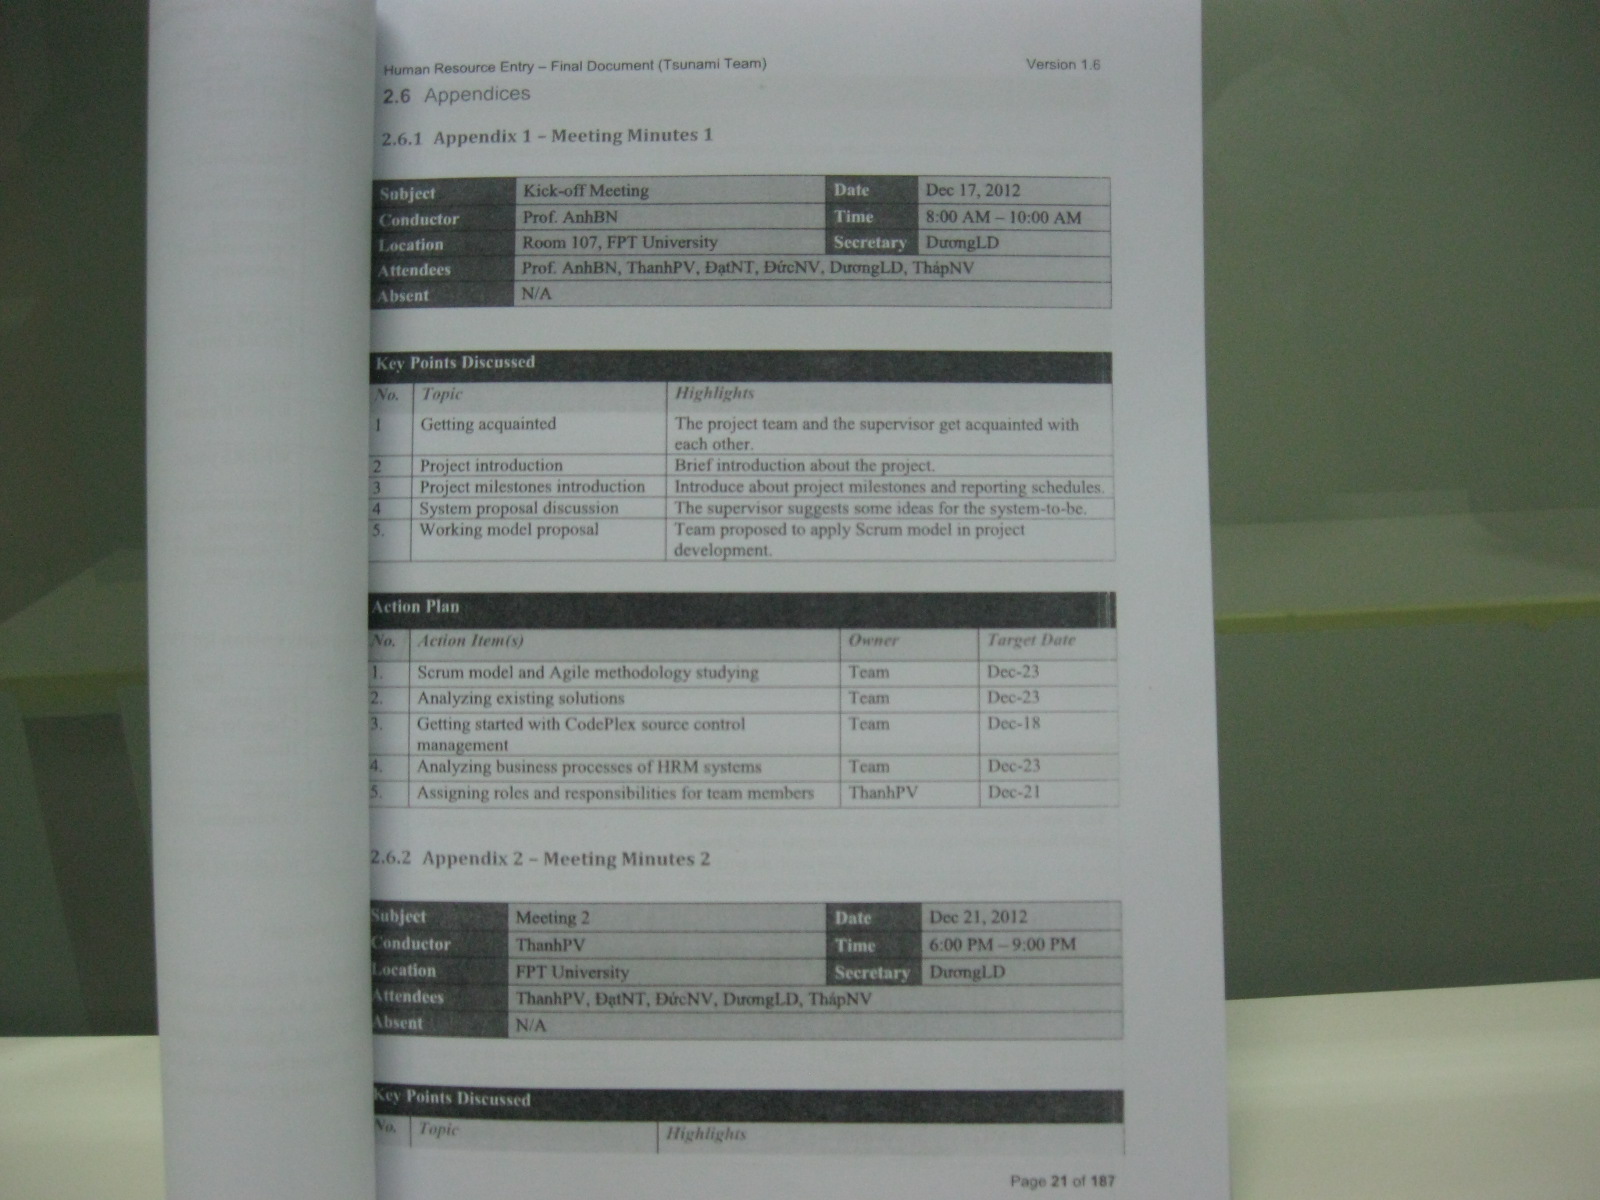 Human Resource Entry – Final Document (Tsunami Team) Version 1.6
2.6 Appendices
2.6.1 Appendix 1 – Meeting Minutes 1
Subject Kick-off Meeting Date Dec 17, 2012
Conductor Prof. AnhBN Time 8:00 AM – 10:00 AM
Location Room 107, FPT University Secretary DươngLD
Attendees Prof. AnhBN, ThanhPV, ĐạtNT, ĐứcNV, DươngLD, ThápNV
Absent N/A
Key Points Discussed
No. Topic Highlights
1 Getting acquainted The project team and the supervisor get acquainted with
each other.
2 Project introduction Brief introduction about the project.
3 Project milestones introduction Introduce about project milestones and reporting schedules.
4 System proposal discussion The supervisor suggests some ideas for the system-to-be.
5. Working model proposal Team proposed to apply Scrum model in project
development.
Action Plan
No. Action Item(s) Owner Target Date
1. Scrum model and Agile methodology studying Team Dec-23
2. Analyzing existing solutions Team Dec-23
3. Getting started with CodePlex source control Team Dec-18
management
4. Analyzing business processes of HRM systems Team Dec-23
5. Assigning roles and responsibilities for team members ThanhPV Dec-21
2.6.2 Appendix 2 – Meeting Minutes 2
Subject Meeting 2 Date Dec 21, 2012
Conductor ThanhPV Time 6:00 PM – 9:00 PM
Location FPT University Secretary DươngLD
Attendees ThanhPV, ĐạtNT, ĐứcNV, DươngLD, ThápNV
Absent N/A
Key Points Discussed
No. Topic Highlights
Page 21 of 187